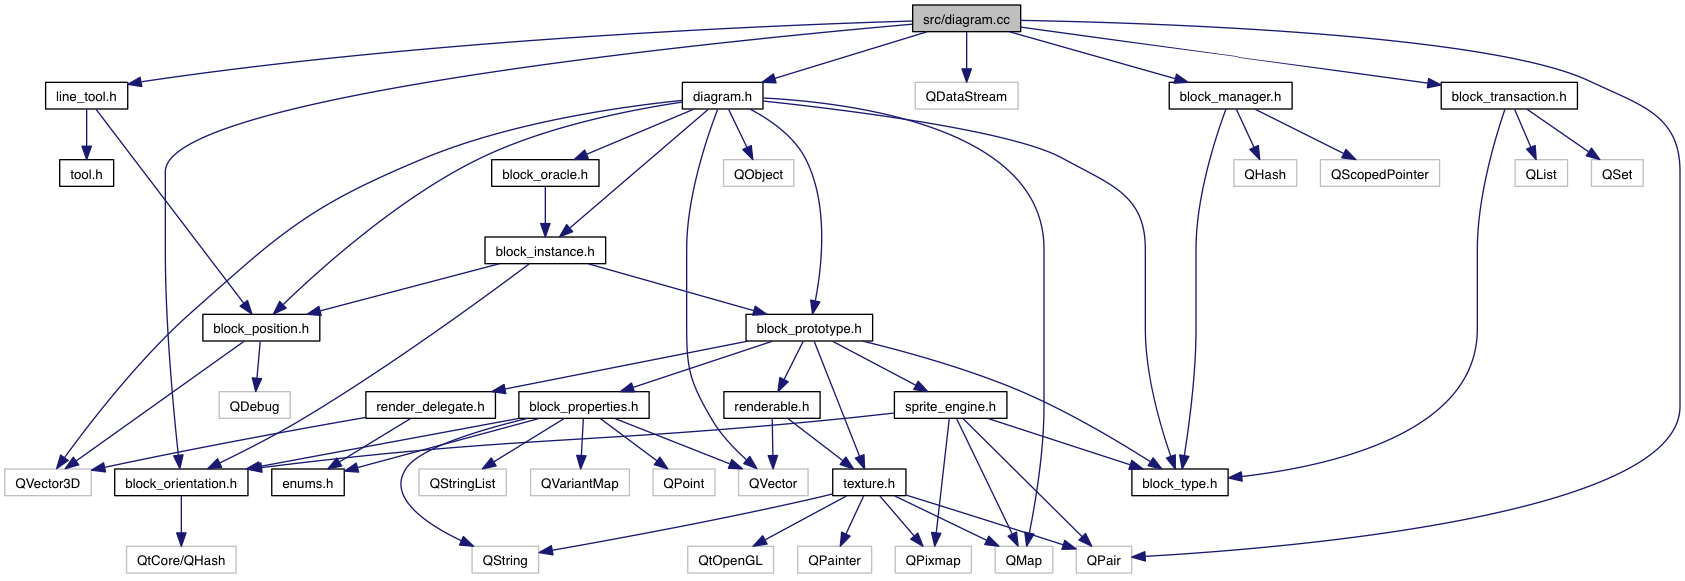 src/diagram.cc
line_tool.h
diagram.h
QDataStream
block_manager.h
block_transaction.h
tool.h
block_oracle.h
QObject
QHash
QScopedPointer
QList
QSet
block_instance.h
block_position.h
block_prototype.h
QDebug
render_delegate.h
block_properties.h
renderable.h
sprite_engine.h
QVector3D
block_orientation.h
enums.h
QStringList
QVariantMap
QPoint
QVector
texture.h
block_type.h
QtCore/QHash
QString
QtOpenGL
QPainter
QPixmap
QMap
QPair